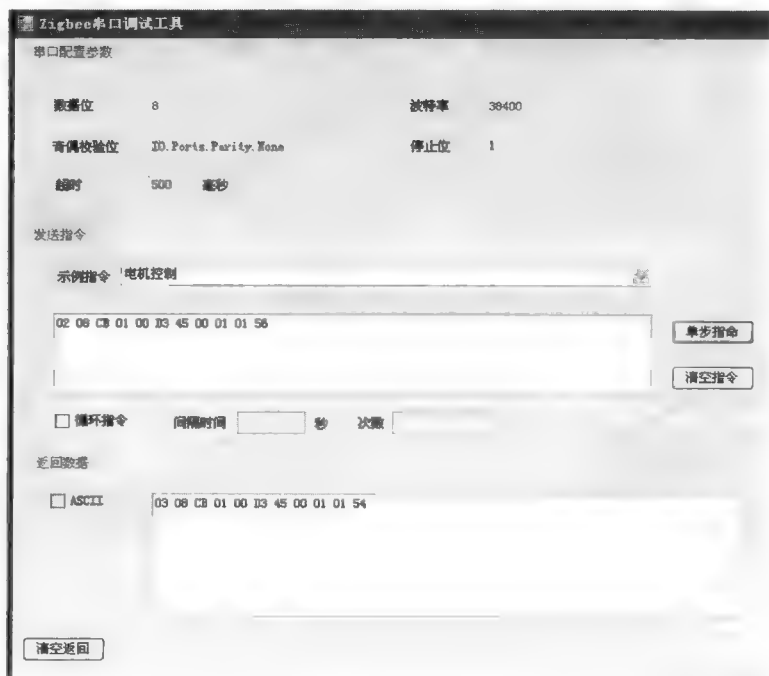 Zigbee串口调试工具
串口配置参数
数据位 8 波特率 38400
奇偶校验位 IO.Ports.Parity.None 停止位 1
超时 500 毫秒
发送指令
示例指令 电机控制
02 08 CB 01 00 D3 45 00 01 01 56
单步指命
清空指令
循环指令 间隔时间 秒 次数
返回数据
ASCII 03 08 CB 01 00 D3 45 00 01 01 54
清空返回